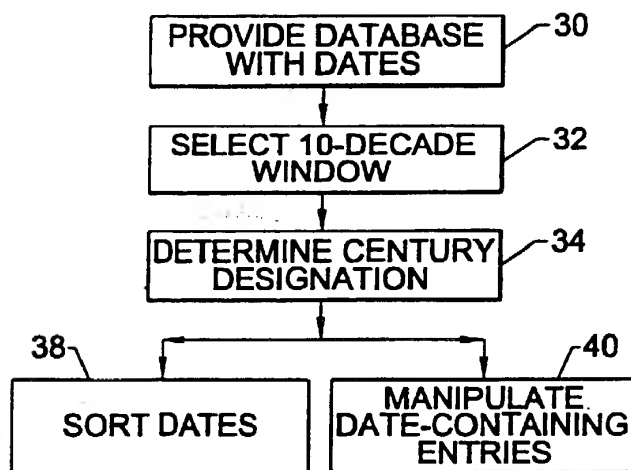 PROVIDE DATABASE
WITH DATES
30
SELECT 10-DECADE
WINDOW
32
DETERMINE CENTURY
DESIGNATION
34
38
SORT DATES
40
MANIPULATE
DATE-CONTAINING
ENTRIES